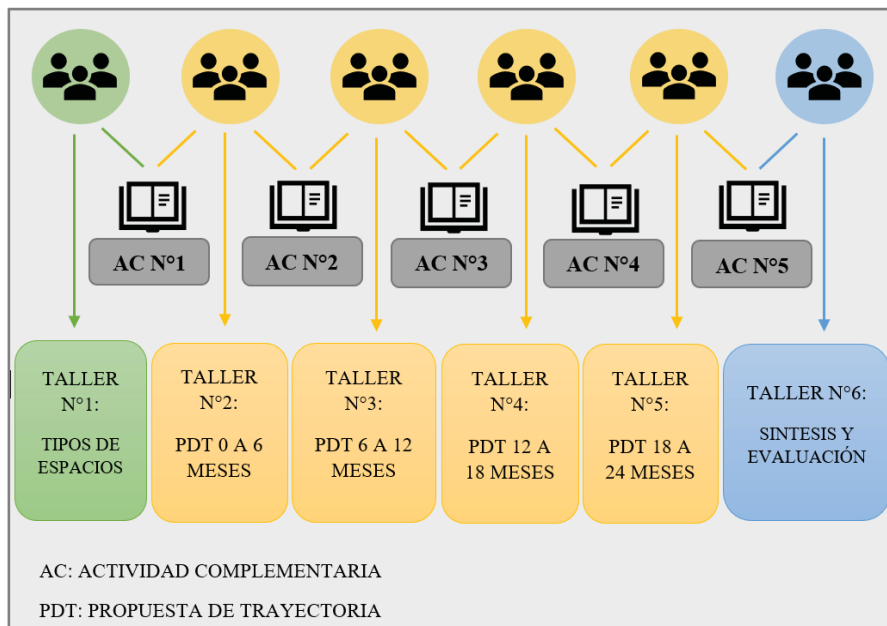 AC N°1
AC N°2
AC N°3
AC N°4
AC N°5
TALLER
N°1:
TIPOS DE
ESPACIOS
TALLER
N°2:
PDT 0 A 6
MESES
TALLER
N°3:
PDT 6 A 12
MESES
TALLER
N°4:
PDT 12 A
18 MESES
TALLER
N°5:
PDT 18 A
24 MESES
TALLER N°6:
SINTESIS Y
EVALUACIÓN
AC: ACTIVIDAD COMPLEMENTARIA
PDT: PROPUESTA DE TRAYECTORIA